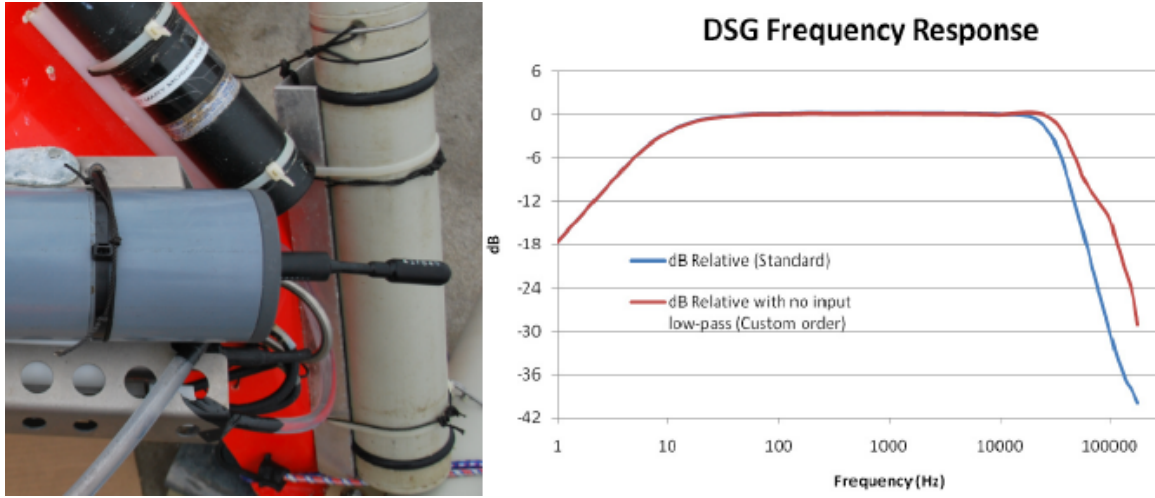 DSG Frequency Response
6
0
-6
-12
-18
-24
-30
-36
-42
dB
dB Relative (Standard)
dB Relative with no input
low-pass (Custom order)
1
10
100
1000
10000
100000
Frequency (Hz)